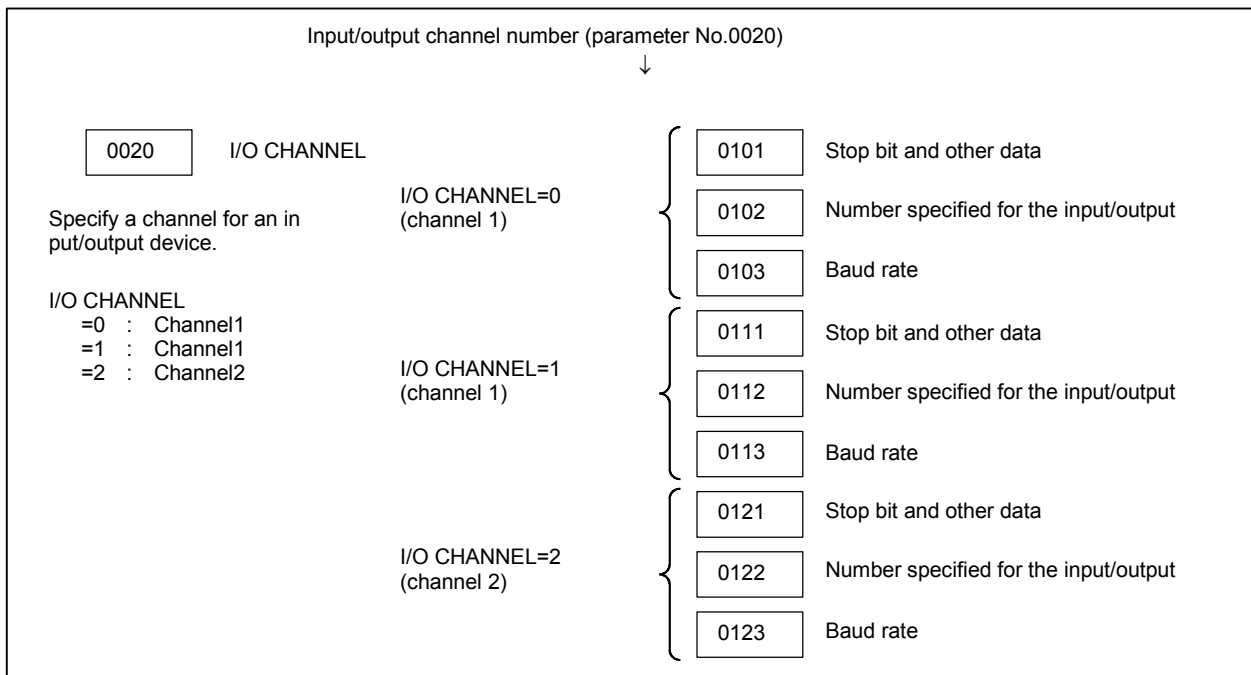 Input/output channel number (parameter No.0020)
↓
0020 I/O CHANNEL
Specify a channel for an in
put/output device.
I/O CHANNEL
=0 : Channel1
=1 : Channel1
=2 : Channel2
I/O CHANNEL=0
(channel 1)
0101 Stop bit and other data
0102 Number specified for the input/output
0103 Baud rate
I/O CHANNEL=1
(channel 1)
0111 Stop bit and other data
0112 Number specified for the input/output
0113 Baud rate
I/O CHANNEL=2
(channel 2)
0121 Stop bit and other data
0122 Number specified for the input/output
0123 Baud rate